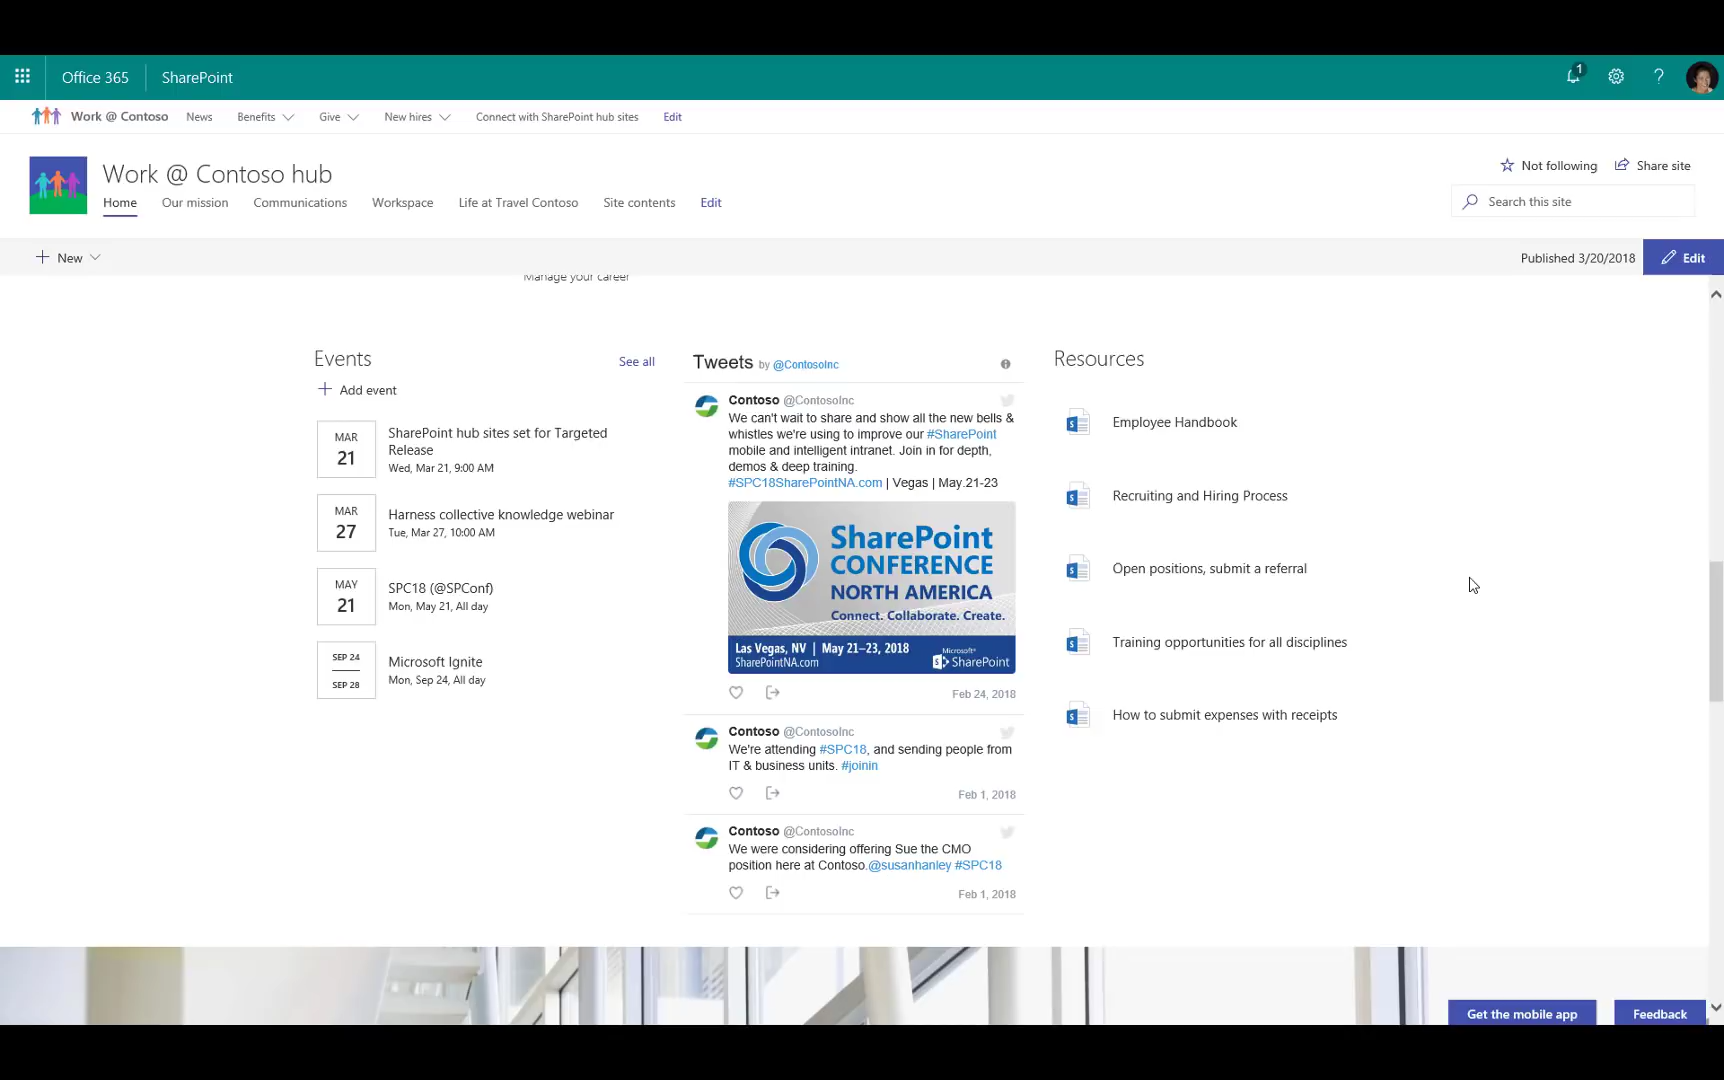 Office 365
SharePoint
1
?
Work @ Contoso
News
Benefits
Give
New hires
Connect with SharePoint hub sites
Edit
Work @ Contoso hub
Not following
Share site
Home
Our mission
Communications
Workspace
Life at Travel Contoso
Site contents
Edit
Search this site
New
Published 3/20/2018
Edit
Manage your career
Events
See all
Add event
MAR
21
SharePoint hub sites set for Targeted
Release
Wed, Mar 21, 9:00 AM
MAR
27
Harness collective knowledge webinar
Tue, Mar 27, 10:00 AM
MAY
21
SPC18 (@SPConf)
Mon, May 21, All day
SEP 24
SEP 28
Microsoft Ignite
Mon, Sep 24, All day
Tweets by @ContosoInc
Contoso @ContosoInc
We can't wait to share and show all the new bells &
whistles we're using to improve our #SharePoint
mobile and intelligent intranet. Join in for depth,
demos & deep training.
#SPC18SharePointNA.com | Vegas | May.21-23
SharePoint
CONFERENCE
NORTH AMERICA
Connect. Collaborate. Create.
Las Vegas, NV | May 21–23, 2018
SharePointNA.com
Microsoft®
SharePoint
Feb 24, 2018
Contoso @ContosoInc
We're attending #SPC18, and sending people from
IT & business units. #joinin
Feb 1, 2018
Contoso @ContosoInc
We were considering offering Sue the CMO
position here at Contoso.@susanhanley #SPC18
Feb 1, 2018
Resources
Employee Handbook
Recruiting and Hiring Process
Open positions, submit a referral
Training opportunities for all disciplines
How to submit expenses with receipts
Get the mobile app
Feedback